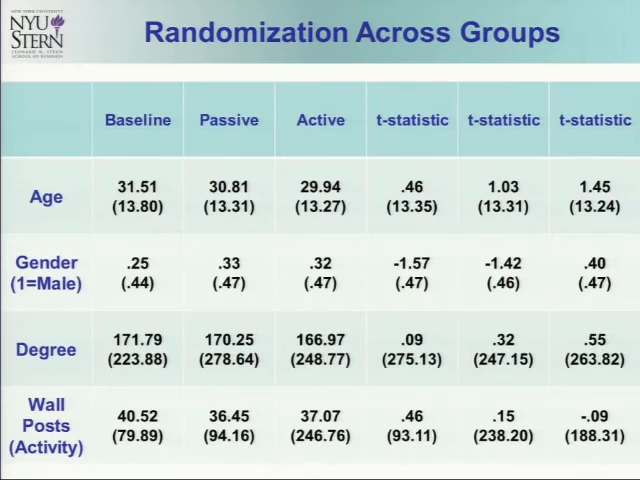 NEW YORK UNIVERSITY
NYU
STERN
LEONARD N. STERN
SCHOOL OF BUSINESS
Randomization Across Groups
Baseline Passive Active t-statistic t-statistic t-statistic
Age 31.51 30.81 29.94 .46 1.03 1.45
(13.80) (13.31) (13.27) (13.35) (13.31) (13.24)
Gender .25 .33 .32 -1.57 -1.42 .40
(1=Male) (.44) (.47) (.47) (.47) (.46) (.47)
Degree 171.79 170.25 166.97 .09 .32 .55
(223.88) (278.64) (248.77) (275.13) (247.15) (263.82)
Wall
Posts 40.52 36.45 37.07 .46 .15 -.09
(Activity) (79.89) (94.16) (246.76) (93.11) (238.20) (188.31)